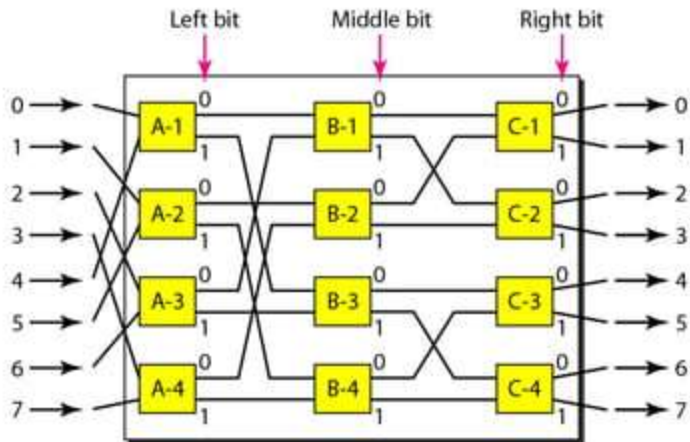 Left bit Middle bit Right bit
0 0 0 0 0
A-1 B-1 C-1
1 1 1 1 1
2 0 0 0 2
A-2 B-2 C-2
3 1 1 1 3
4 0 0 0 4
A-3 B-3 C-3
5 1 1 1 5
6 0 0 0 6
A-4 B-4 C-4
7 1 1 1 7